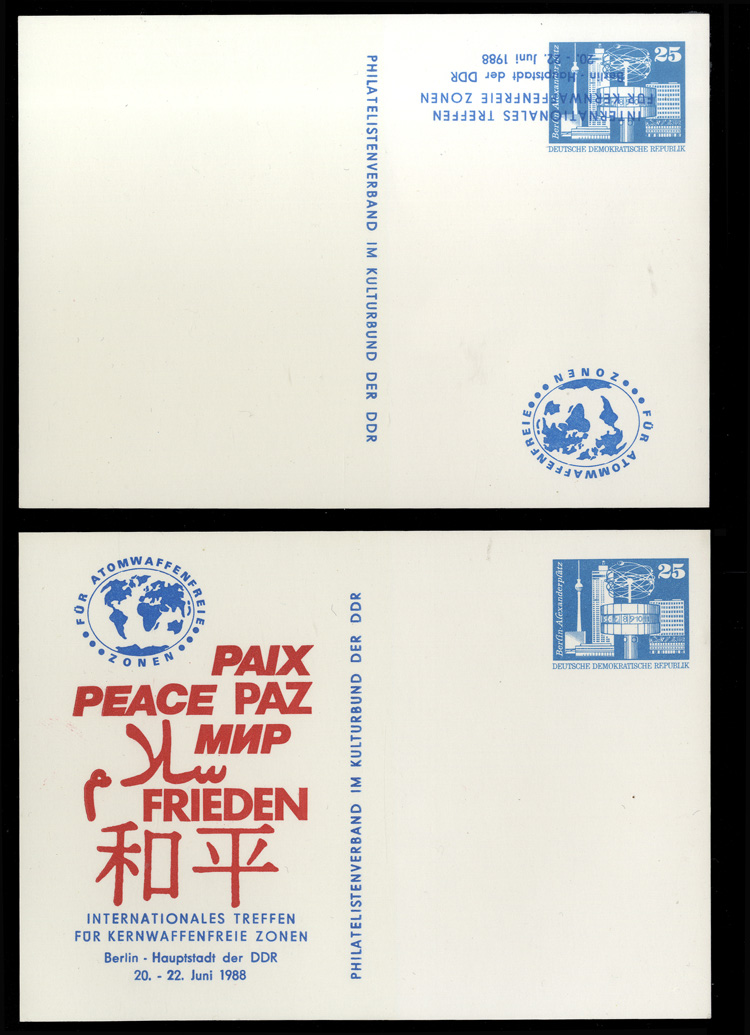 PHILATELISTENVERBAND IM KULTURBUND DER DDR
25
Berlin Alexanderplatz
DEUTSCHE DEMOKRATISCHE REPUBLIK
INTERNATIONALES TREFFEN
FÜR KERNWAFFENFREIE ZONEN
Berlin - Hauptstadt der DDR
20. - 22. Juni 1988
FÜR ATOMWAFFENFREIE
ZONEN
FÜR ATOMWAFFENFREIE
ZONEN
PAIX
PEACE PAZ
МИР
سلام
FRIEDEN
和平
INTERNATIONALES TREFFEN
FÜR KERNWAFFENFREIE ZONEN
Berlin - Hauptstadt der DDR
20. - 22. Juni 1988
PHILATELISTENVERBAND IM KULTURBUND DER DDR
25
Berlin Alexanderplatz
DEUTSCHE DEMOKRATISCHE REPUBLIK